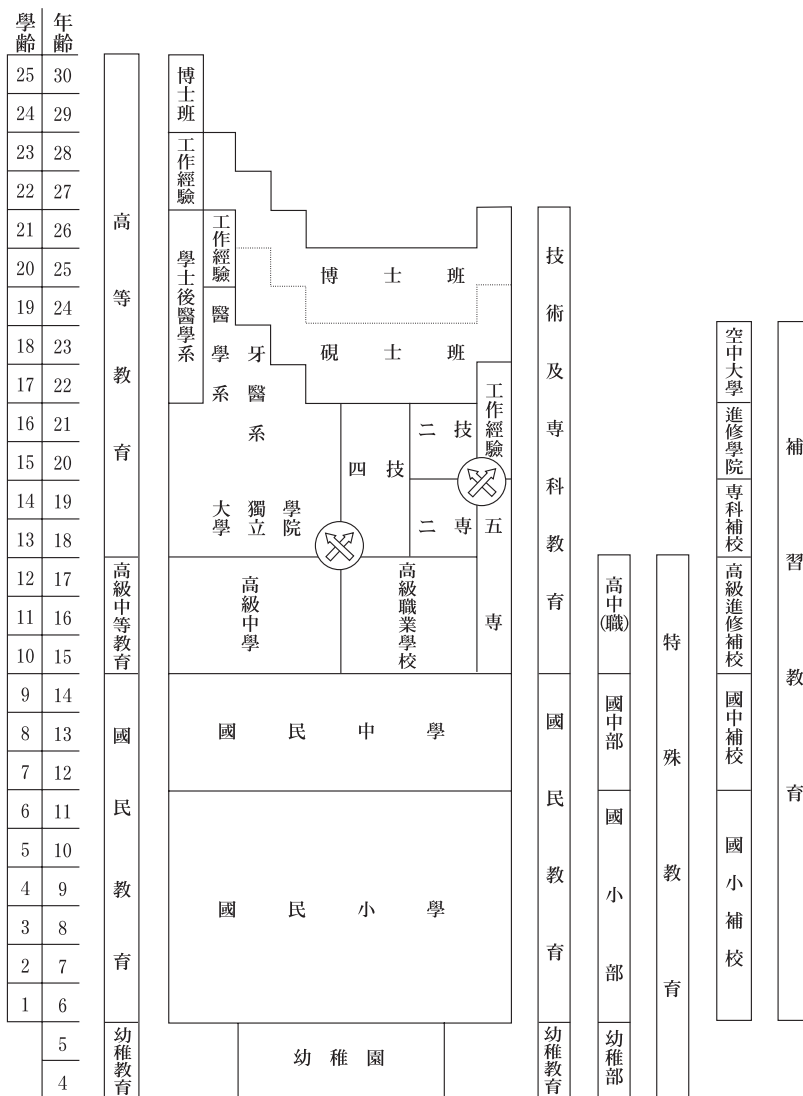 學齡
年齡
25 30
24 29
23 28
22 27
21 26
20 25
19 24
18 23
17 22
16 21
15 20
14 19
13 18
12 17
11 16
10 15
9 14
8 13
7 12
6 11
5 10
4 9
3 8
2 7
1 6
5
4
高等教育
高級中等教育
國民教育
幼稚教育
博士班
工作經驗
學士後醫學系
工作經驗
醫學系
牙醫系
博士班
碩士班
工作經驗
二技
四技
大學
獨立
學院
二專
五專
高級中學
高級職業學校
國民中學
國民小學
幼稚園
技術及專科教育
國民教育
幼稚教育
高中(職)
國中部
國小部
幼稚部
特殊教育
空中大學
進修學院
專科補校
高級進修補校
國中補校
國小補校
補習教育